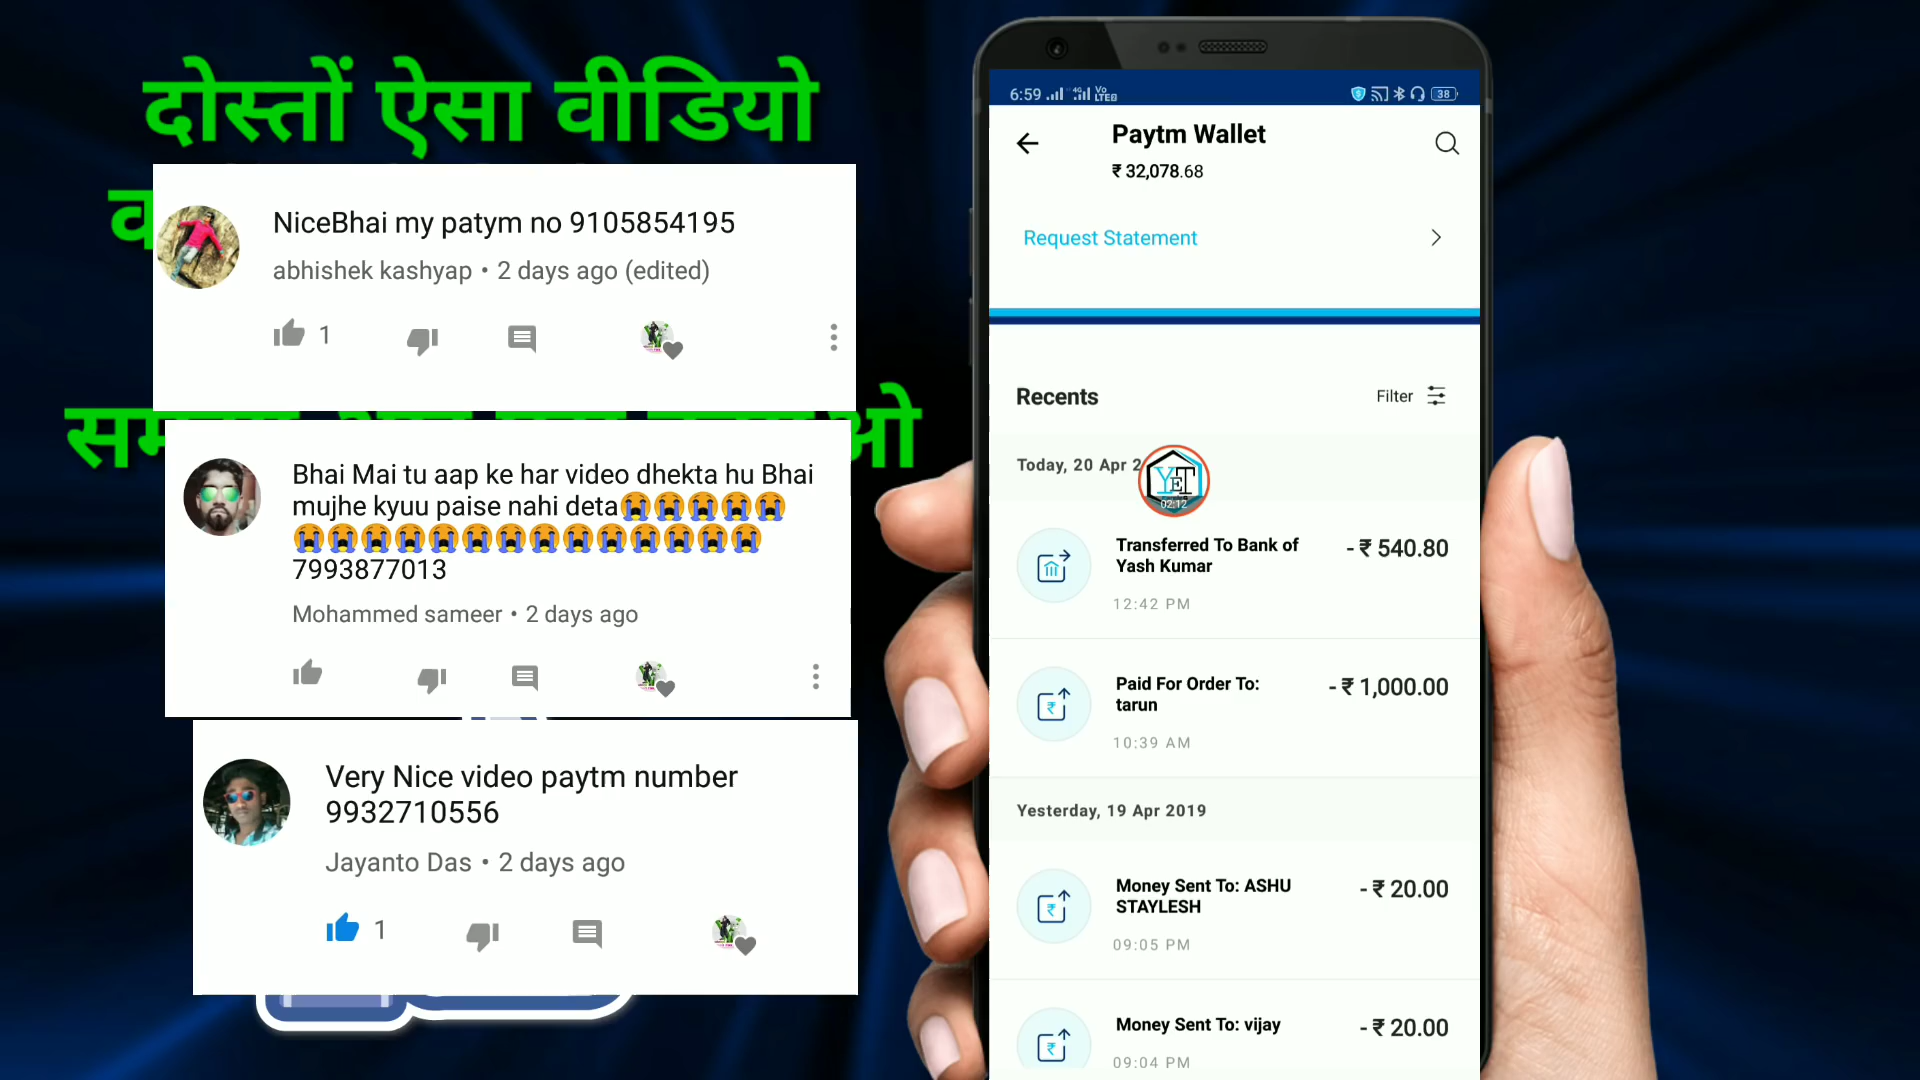 दोस्तों ऐसा वीडियो
NiceBhai my patym no 9105854195
abhishek kashyap • 2 days ago (edited)
1
Bhai Mai tu aap ke har video dhekta hu Bhai
mujhe kyuu paise nahi deta😭😭😭😭😭
😭😭😭😭😭😭😭😭😭😭😭😭😭😭
7993877013
Mohammed sameer • 2 days ago
Very Nice video paytm number
9932710556
Jayanto Das • 2 days ago
1
6:59 4G Vo LTE2 38
Paytm Wallet
₹ 32,078.68
Request Statement
Recents
Filter
Today, 20 Apr 2
YET
02:12
Transferred To Bank of
Yash Kumar
- ₹ 540.80
12:42 PM
Paid For Order To:
tarun
- ₹ 1,000.00
10:39 AM
Yesterday, 19 Apr 2019
Money Sent To: ASHU
STAYLESH
- ₹ 20.00
09:05 PM
Money Sent To: vijay
- ₹ 20.00
09:04 PM